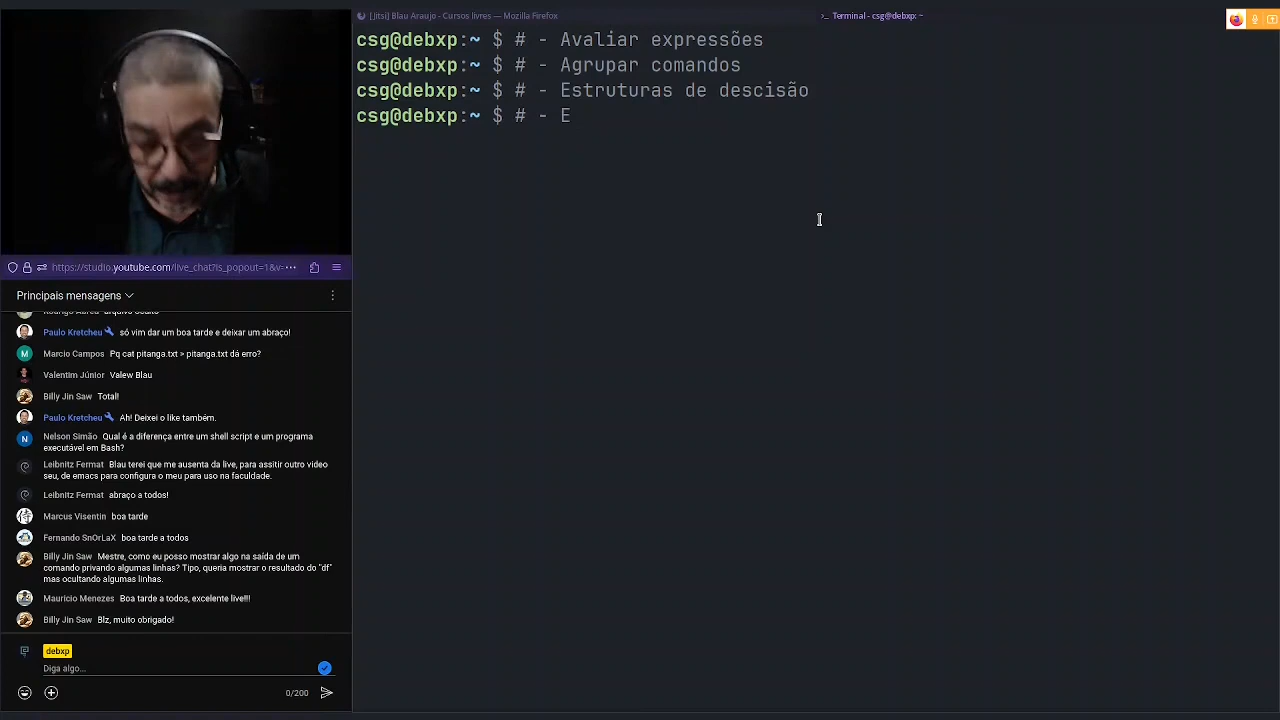 [Jitsi] Blau Araujo - Cursos livres — Mozilla Firefox
>_ Terminal - csg@debxp: ~
csg@debxp:~ $ # - Avaliar expressões
csg@debxp:~ $ # - Agrupar comandos
csg@debxp:~ $ # - Estruturas de descisão
csg@debxp:~ $ # - E
https://studio.youtube.com/live_chat?is_popout=1&v=
Principais mensagens
Rodrigo Abreu arquivo oculto
Paulo Kretcheu só vim dar um boa tarde e deixar um abraço!
M Marcio Campos Pq cat pitanga.txt > pitanga.txt dá erro?
Valentim Júnior Valew Blau
Billy Jin Saw Total!
Paulo Kretcheu Ah! Deixei o like também.
N Nelson Simão Qual é a diferença entre um shell script e um programa
executável em Bash?
Leibnitz Fermat Blau terei que me ausenta da live, para assitir outro video
seu, de emacs para configura o meu para uso na faculdade.
Leibnitz Fermat abraço a todos!
Marcus Visentin boa tarde
Fernando SnOrLaX boa tarde a todos
Billy Jin Saw Mestre, como eu posso mostrar algo na saída de um
comando privando algumas linhas? Tipo, queria mostrar o resultado do "df"
mas ocultando algumas linhas.
Mauricio Menezes Boa tarde a todos, excelente live!!!
Billy Jin Saw Blz, muito obrigado!
debxp
Diga algo...
0/200